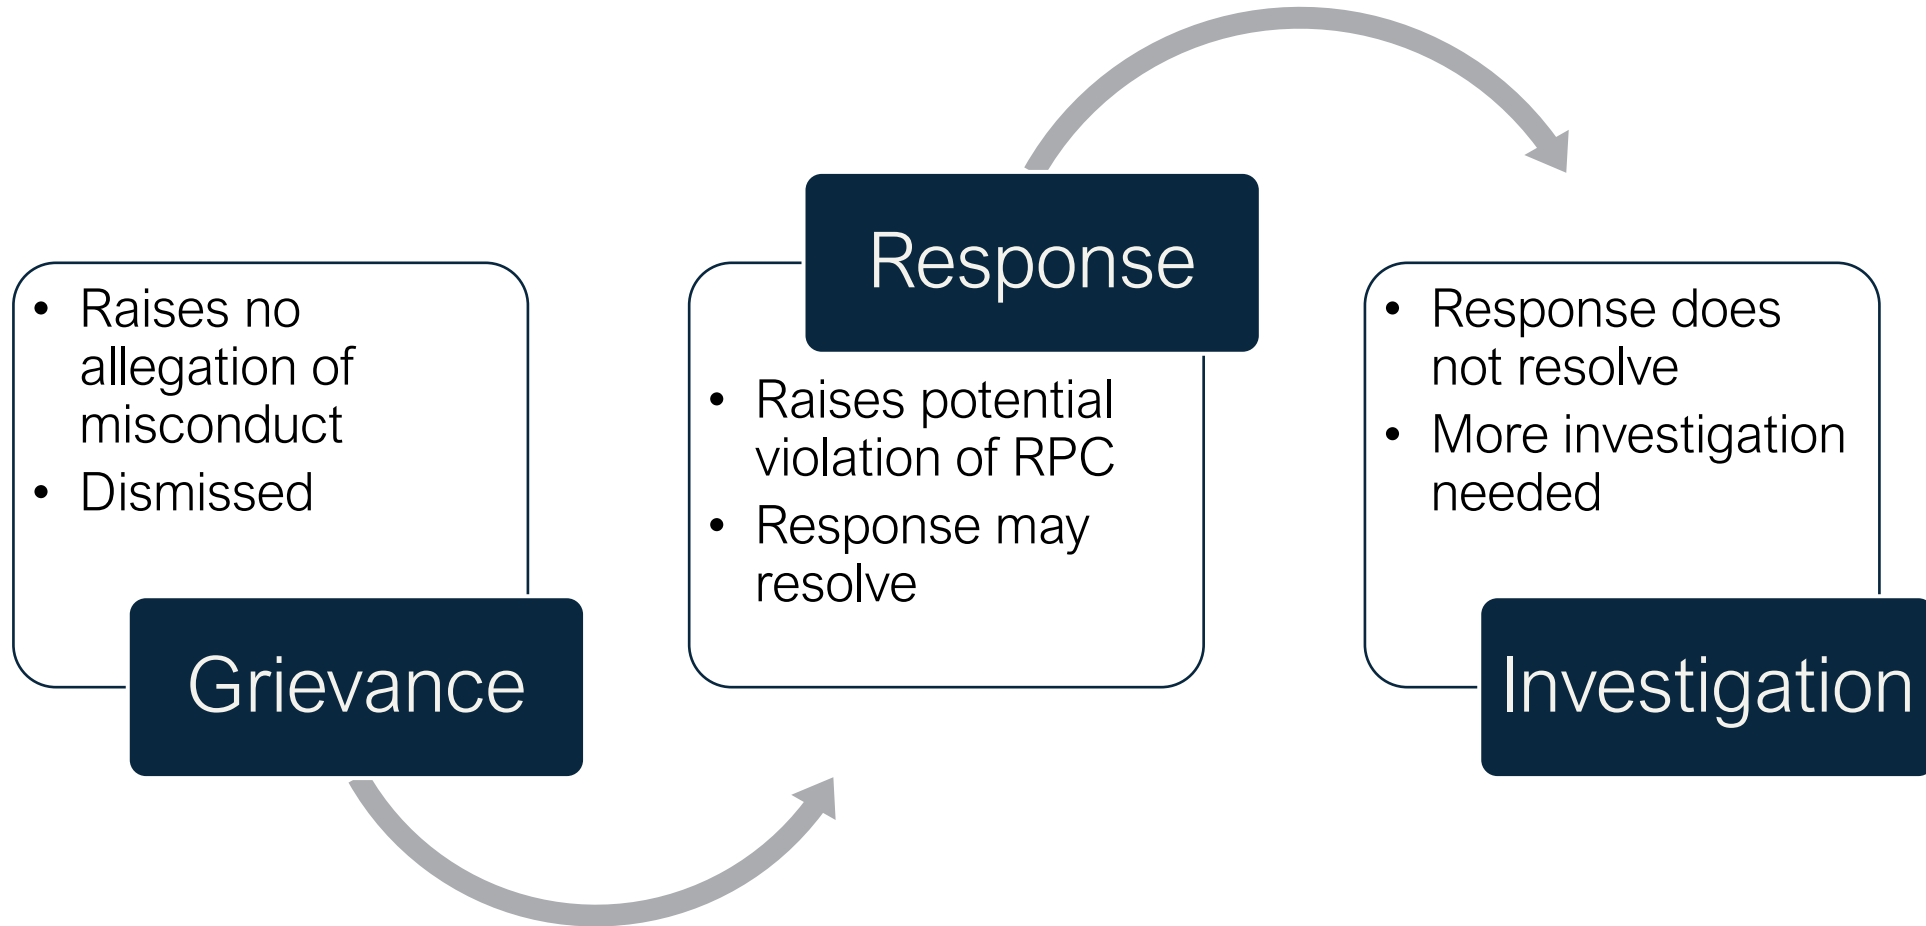 • Raises no
allegation of
misconduct
• Dismissed
Grievance
Response
• Raises potential
violation of RPC
• Response may
resolve
• Response does
not resolve
• More investigation
needed
Investigation